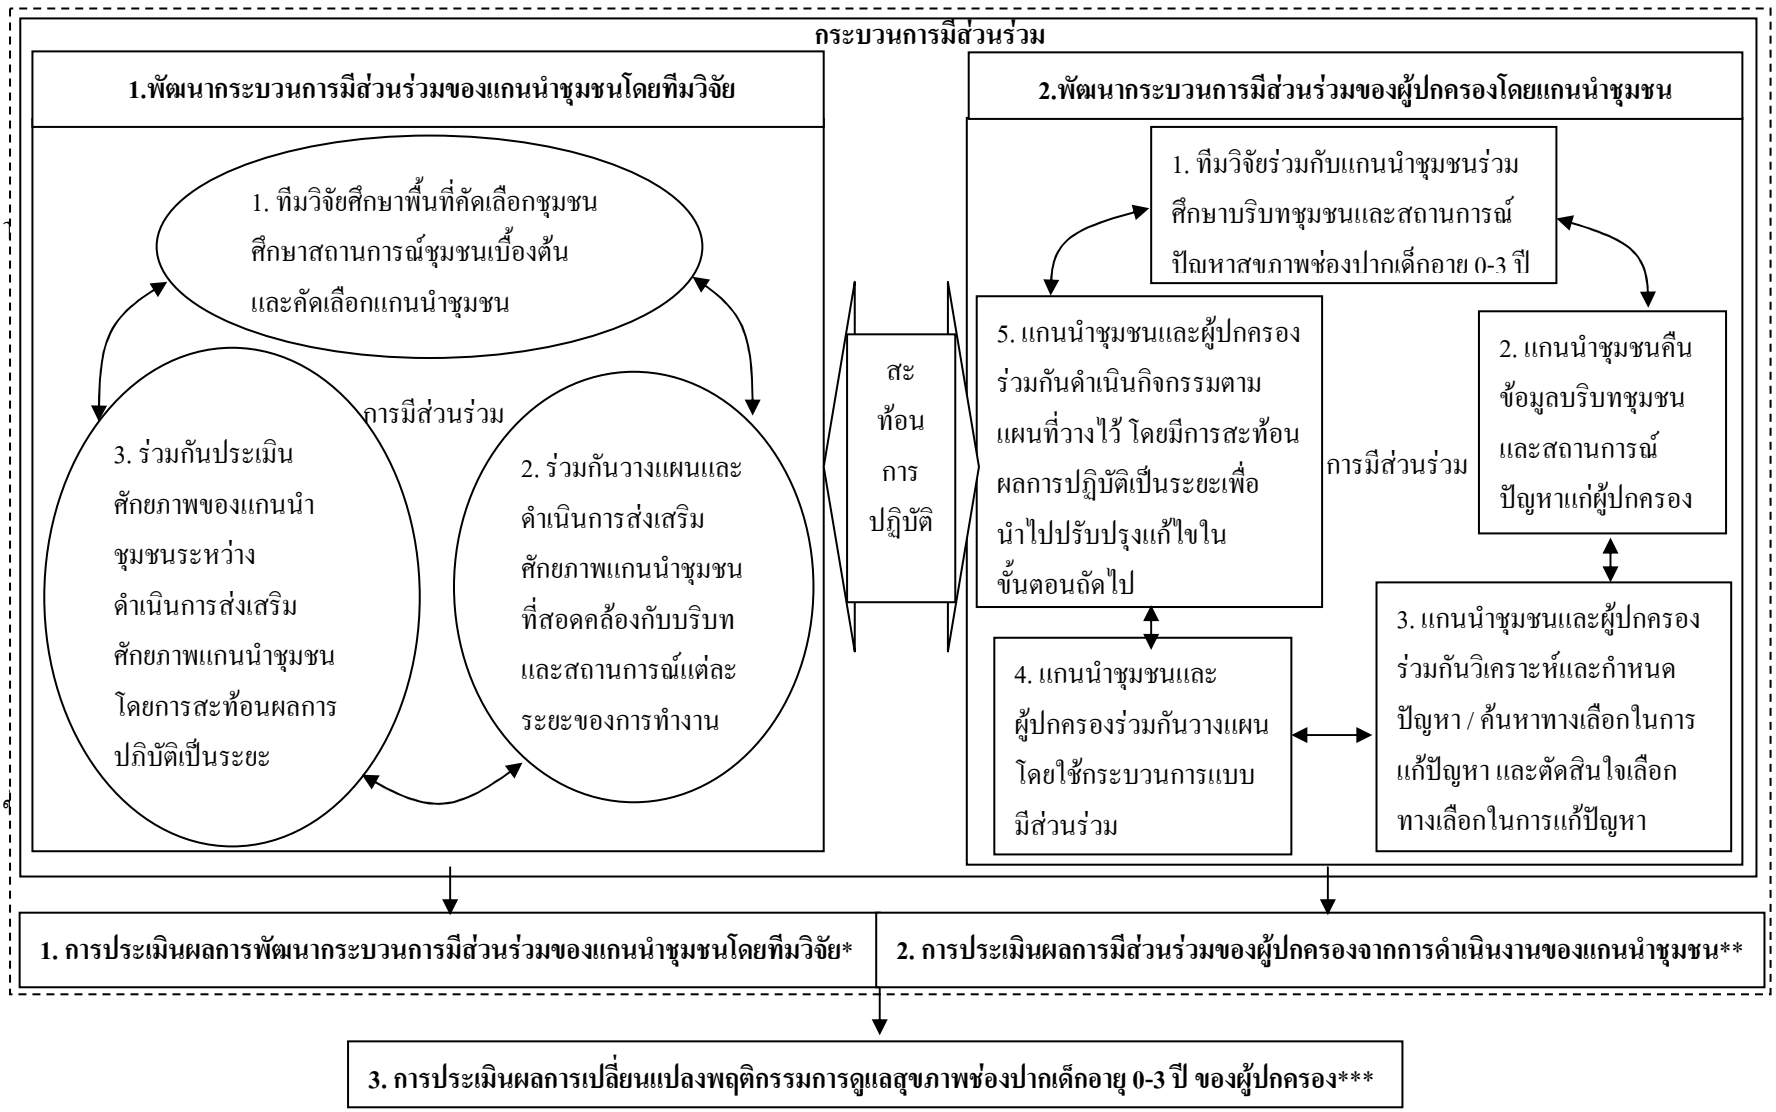 กระบวนการมีส่วนร่วม
1.พัฒนากระบวนการมีส่วนร่วมของแกนนำชุมชนโดยทีมวิจัย
1. ทีมวิจัยศึกษาพื้นที่คัดเลือกชุมชน
ศึกษาสถานการณ์ชุมชนเบื้องต้น
และคัดเลือกแกนนำชุมชน
การมีส่วนร่วม
2. ร่วมกันวางแผนและ
ดำเนินการส่งเสริม
ศักยภาพแกนนำชุมชน
ที่สอดคล้องกับบริบท
และสถานการณ์แต่ละ
ระยะของการทำงาน
3. ร่วมกันประเมิน
ศักยภาพของแกนนำ
ชุมชนระหว่าง
ดำเนินการส่งเสริม
ศักยภาพแกนนำชุมชน
โดยการสะท้อนผลการ
ปฏิบัติเป็นระยะ
สะ
ท้อน
การ
ปฏิบัติ
2.พัฒนากระบวนการมีส่วนร่วมของผู้ปกครองโดยแกนนำชุมชน
1. ทีมวิจัยร่วมกับแกนนำชุมชนร่วม
ศึกษาบริบทชุมชนและสถานการณ์
ปัญหาสุขภาพช่องปากเด็กอายุ 0-3 ปี
2. แกนนำชุมชนคืน
ข้อมูลบริบทชุมชน
และสถานการณ์
ปัญหาแก่ผู้ปกครอง
การมีส่วนร่วม
3. แกนนำชุมชนและผู้ปกครอง
ร่วมกันวิเคราะห์และกำหนด
ปัญหา / ค้นหาทางเลือกในการ
แก้ปัญหา และตัดสินใจเลือก
ทางเลือกในการแก้ปัญหา
4. แกนนำชุมชนและ
ผู้ปกครองร่วมกันวางแผน
โดยใช้กระบวนการแบบ
มีส่วนร่วม
5. แกนนำชุมชนและผู้ปกครอง
ร่วมกันดำเนินกิจกรรมตาม
แผนที่วางไว้ โดยมีการสะท้อน
ผลการปฏิบัติเป็นระยะเพื่อ
นำไปปรับปรุงแก้ไขใน
ขั้นตอนถัดไป
1. การประเมินผลการพัฒนากระบวนการมีส่วนร่วมของแกนนำชุมชนโดยทีมวิจัย*
2. การประเมินผลการมีส่วนร่วมของผู้ปกครองจากการดำเนินงานของแกนนำชุมชน**
3. การประเมินผลการเปลี่ยนแปลงพฤติกรรมการดูแลสุขภาพช่องปากเด็กอายุ 0-3 ปี ของผู้ปกครอง***